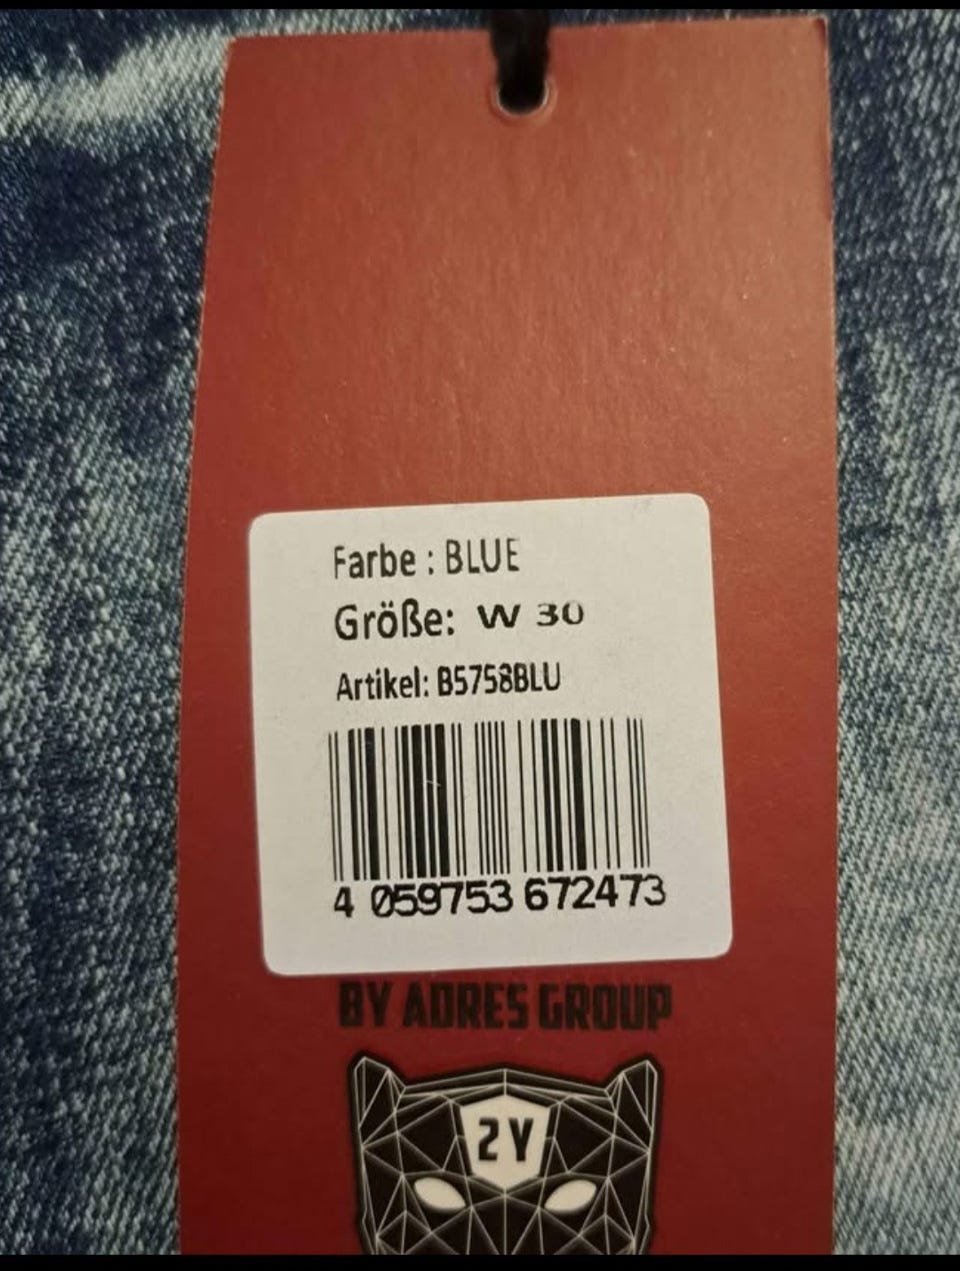 Farbe : BLUE
Größe: W 30
Artikel: B5758BLU
4 059753 672473
BY ADRES GROUP
2Y